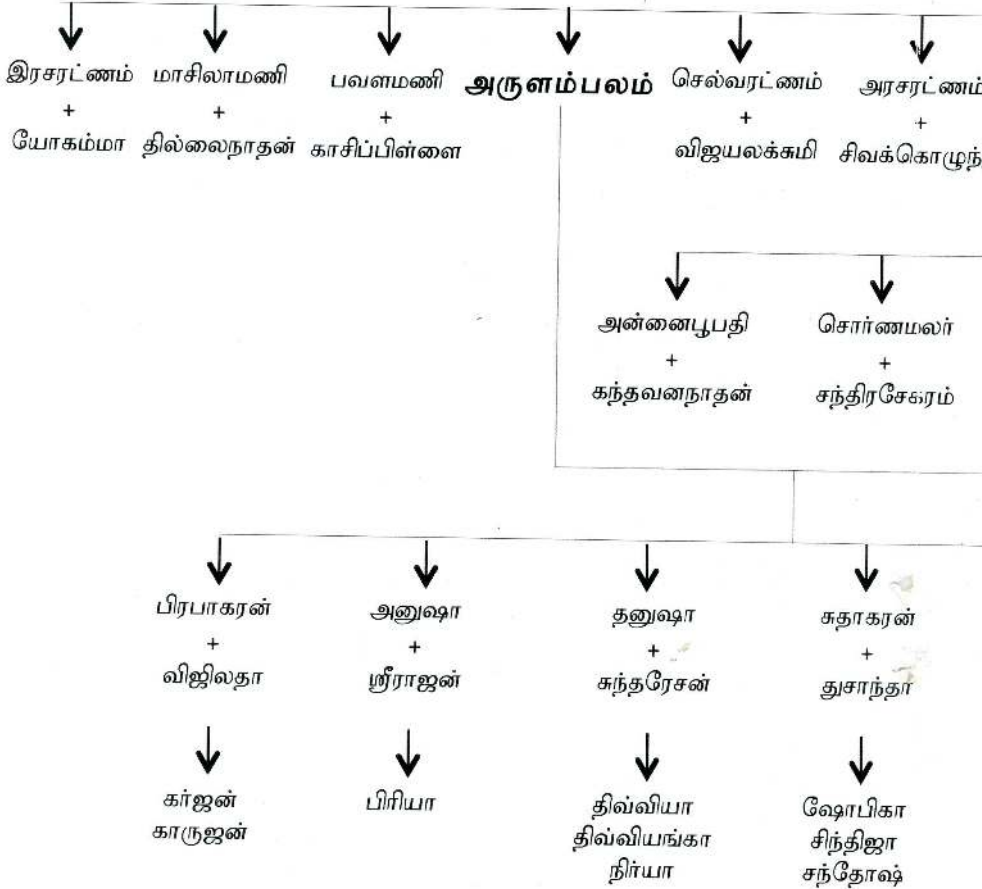 இரசரட்ணம் மாசிலாமணி பவளமணி அருளம்பலம் செல்வரட்ணம் அரசரட்ணம்
+ + + + +
யோகம்மா தில்லைநாதன் காசிப்பிள்ளை விஜயலக்சுமி சிவக்கொழுந்
அன்னைபூபதி சொர்ணமலர்
+ +
கந்தவனநாதன் சந்திரசேகரம்
பிரபாகரன் அனுஷா தனுஷா சுதாகரன்
+ + + +
விஜிலதா ஸ்ரீராஜன் சுந்தரேசன் துசாந்தா
கர்ஜன் பிரியா திவ்வியா ஷோபிகா
காருஜன் திவ்வியங்கா சிந்திஜா
நிர்யா சந்தோஷ்